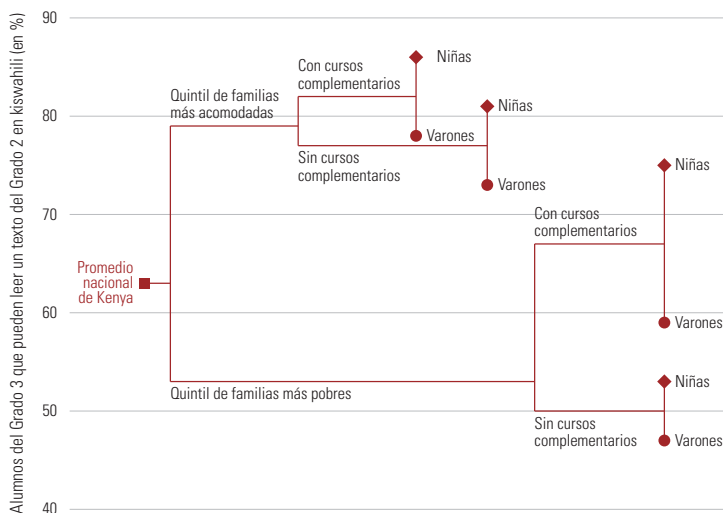 Alumnos del Grado 3 que pueden leer un texto del Grado 2 en kiswahili (en %)
90
80
70
60
50
40
Promedio
nacional
de Kenya
Quintil de familias
más acomodadas
Con cursos
complementarios
Niñas
Varones
Sin cursos
complementarios
Niñas
Varones
Quintil de familias más pobres
Con cursos
complementarios
Niñas
Varones
Sin cursos
complementarios
Niñas
Varones